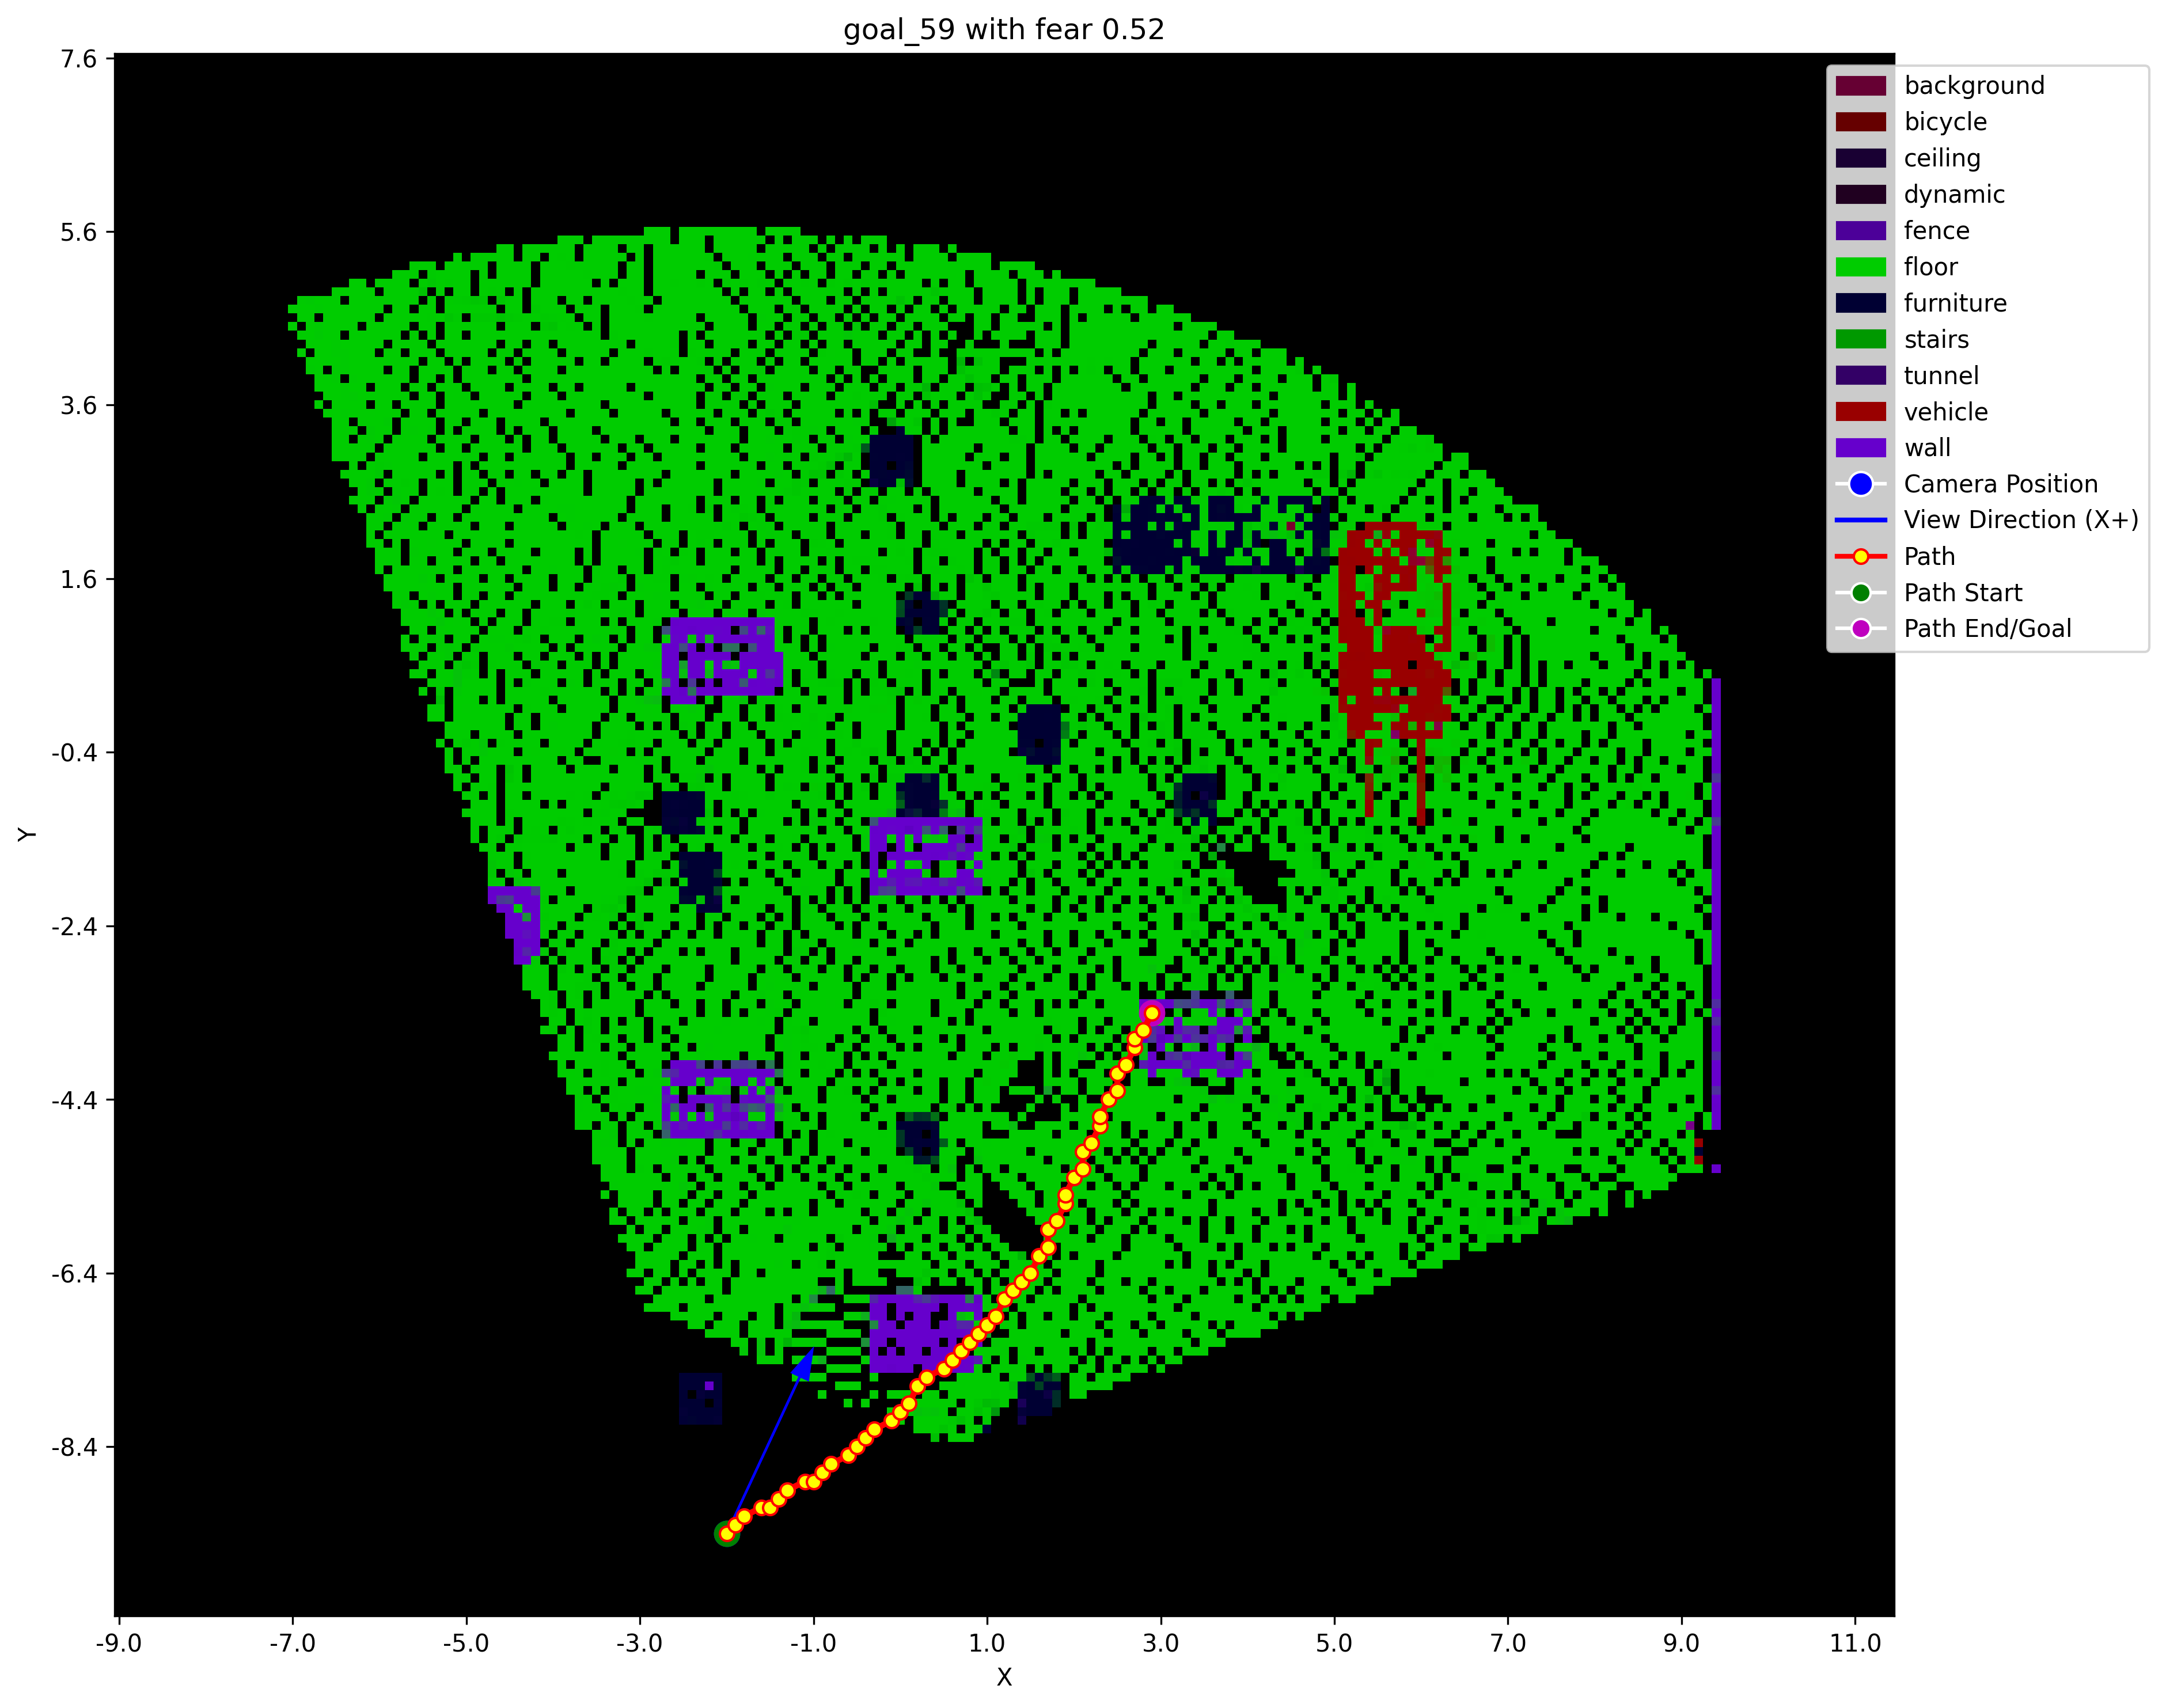 goal_59 with fear 0.52
7.6
5.6
3.6
1.6
-0.4
-2.4
-4.4
-6.4
-8.4
Y
-9.0
-7.0
-5.0
-3.0
-1.0
1.0
3.0
5.0
7.0
9.0
11.0
X
background
bicycle
ceiling
dynamic
fence
floor
furniture
stairs
tunnel
vehicle
wall
Camera Position
View Direction (X+)
Path
Path Start
Path End/Goal